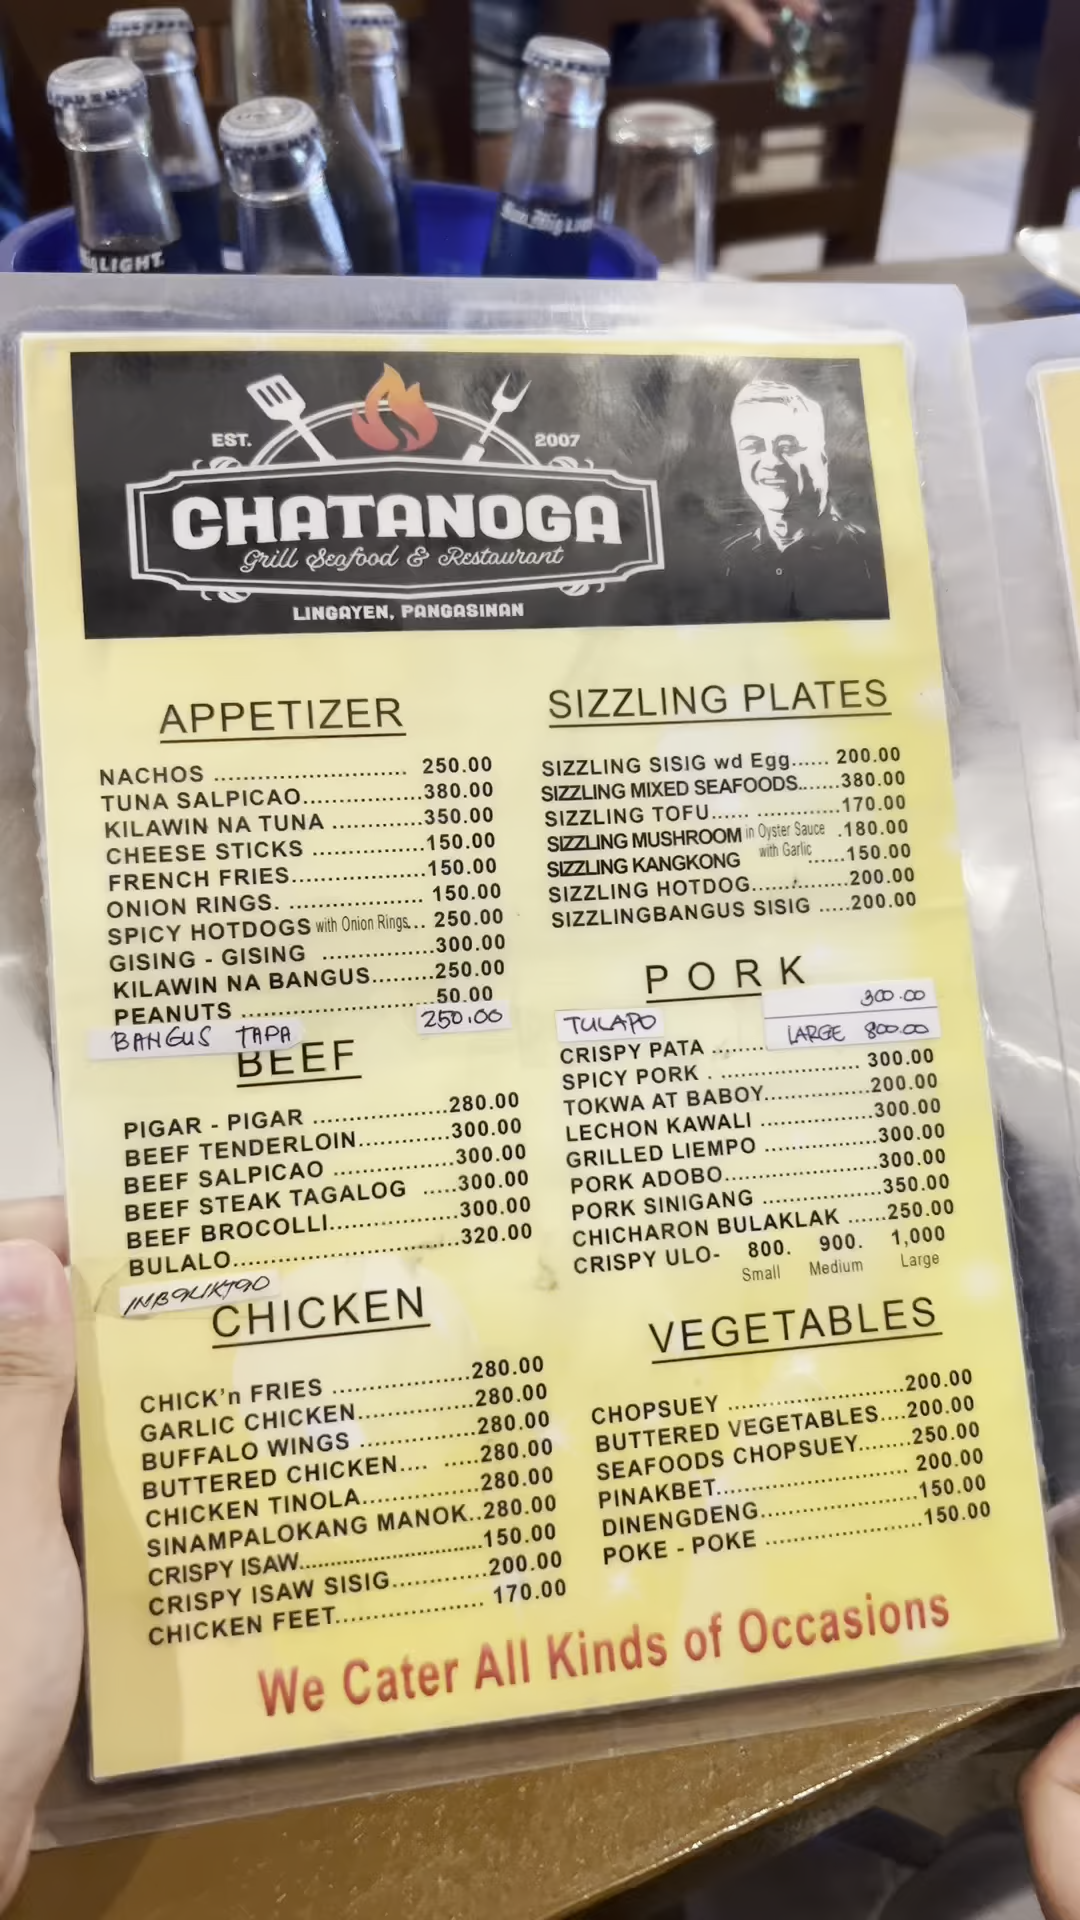 San Mig Light
LIGHT
EST. 2007
CHATANOGA
Grill Seafood & Restaurant
LINGAYEN, PANGASINAN
APPETIZER
NACHOS ........................... 250.00
TUNA SALPICAO.................380.00
KILAWIN NA TUNA .............350.00
CHEESE STICKS ................150.00
FRENCH FRIES...................150.00
ONION RINGS. .................... 150.00
SPICY HOTDOGS with Onion Rings... 250.00
GISING - GISING ................300.00
KILAWIN NA BANGUS.........250.00
PEANUTS ............................50.00
BANGUS TAPA 250.00
BEEF
PIGAR - PIGAR ...................280.00
BEEF TENDERLOIN.............300.00
BEEF SALPICAO .................300.00
BEEF STEAK TAGALOG .....300.00
BEEF BROCOLLI...................300.00
BULALO................................320.00
CHICKEN
CHICK'n FRIES ....................280.00
GARLIC CHICKEN.................280.00
BUFFALO WINGS .................280.00
BUTTERED CHICKEN.... .....280.00
CHICKEN TINOLA.................280.00
SINAMPALOKANG MANOK..280.00
CRISPY ISAW..........................150.00
CRISPY ISAW SISIG..............200.00
CHICKEN FEET...................... 170.00
SIZZLING PLATES
SIZZLING SISIG wd Egg...... 200.00
SIZZLING MIXED SEAFOODS.......380.00
SIZZLING TOFU...... .............170.00
SIZZLING MUSHROOM in Oyster Sauce .180.00
SIZZLING KANGKONG with Garlic ......150.00
SIZZLING HOTDOG...............200.00
SIZZLINGBANGUS SISIG .....200.00
PORK
TULAPO 300.00
CRISPY PATA ........ LARGE 800.00
SPICY PORK . ..................... 300.00
TOKWA AT BABOY................200.00
LECHON KAWALI .................300.00
GRILLED LIEMPO .................300.00
PORK ADOBO.......................300.00
PORK SINIGANG ..................350.00
CHICHARON BULAKLAK ......250.00
CRISPY ULO- 800. 900. 1,000
Small Medium Large
VEGETABLES
CHOPSUEY ..........................200.00
BUTTERED VEGETABLES....200.00
SEAFOODS CHOPSUEY........250.00
PINAKBET............................ 200.00
DINENGDENG.......................150.00
POKE - POKE .......................150.00
We Cater All Kinds of Occasions